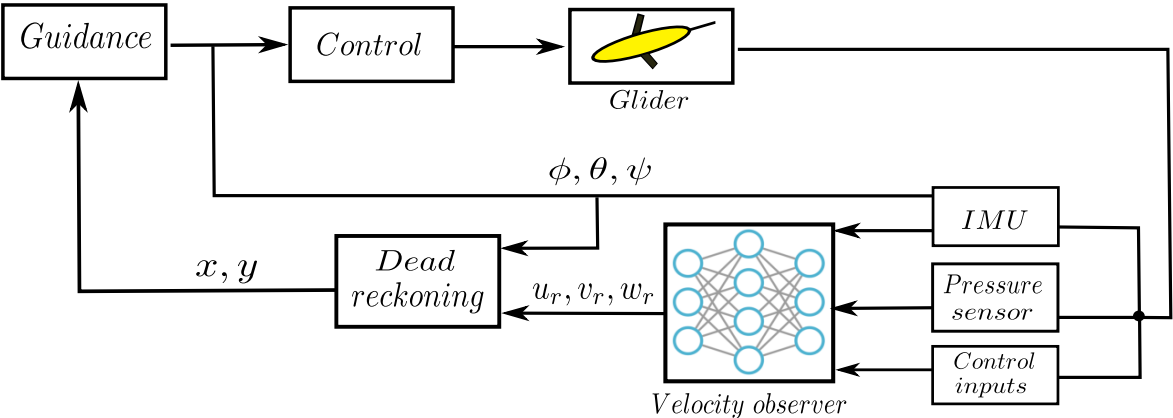 Guidance
Control
Glider
ϕ, θ, ψ
IMU
Dead
reckoning
x, y
u_r, v_r, w_r
Pressure
sensor
Control
inputs
Velocity observer